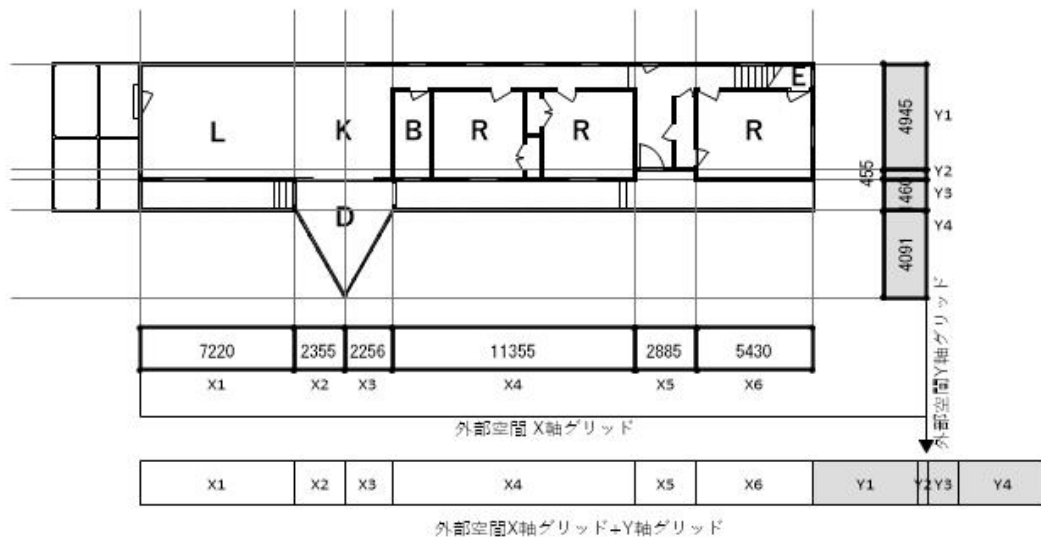 E
L K B R R R
D
4945 Y1
455 Y2
460 Y3
4091 Y4
7220 2355 2256 11355 2885 5430
X1 X2 X3 X4 X5 X6
外部空間Y軸グリッド
外部空間 X軸グリッド
X1 X2 X3 X4 X5 X6 Y1 Y2 Y3 Y4
外部空間X軸グリッド+Y軸グリッド